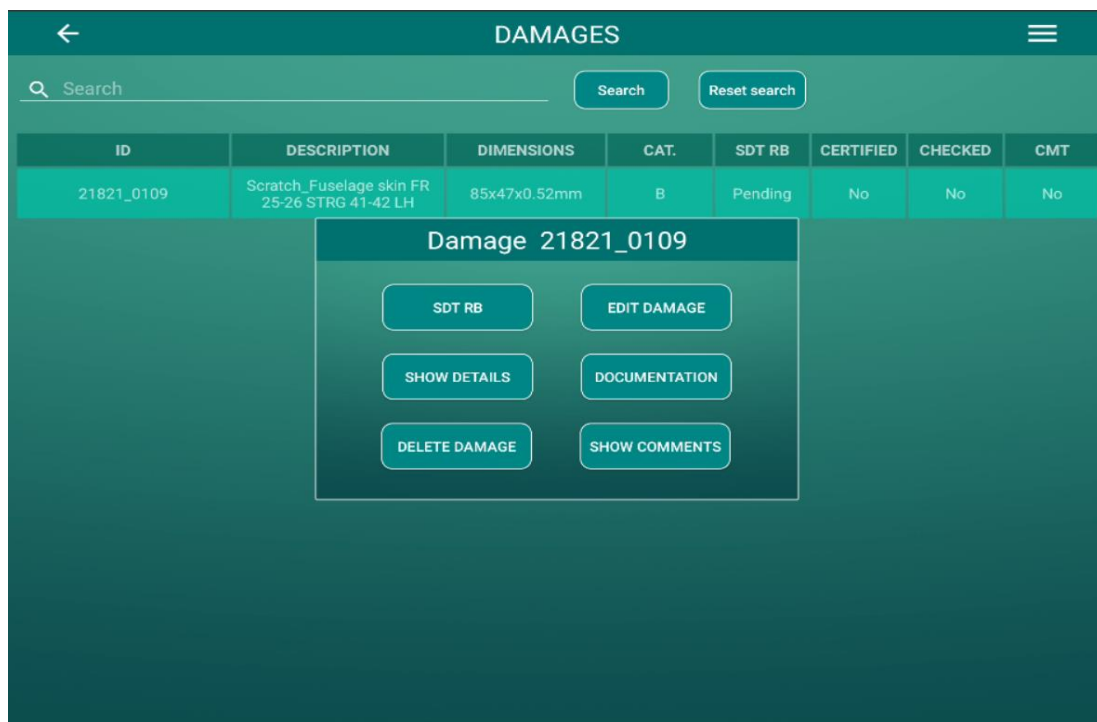 DAMAGES
Search
Search
Reset search
ID DESCRIPTION DIMENSIONS CAT. SDT RB CERTIFIED CHECKED CMT
21821_0109 Scratch_Fuselage skin FR 85x47x0.52mm B Pending No No No
25-26 STRG 41-42 LH
Damage 21821_0109
SDT RB
EDIT DAMAGE
SHOW DETAILS
DOCUMENTATION
DELETE DAMAGE
SHOW COMMENTS